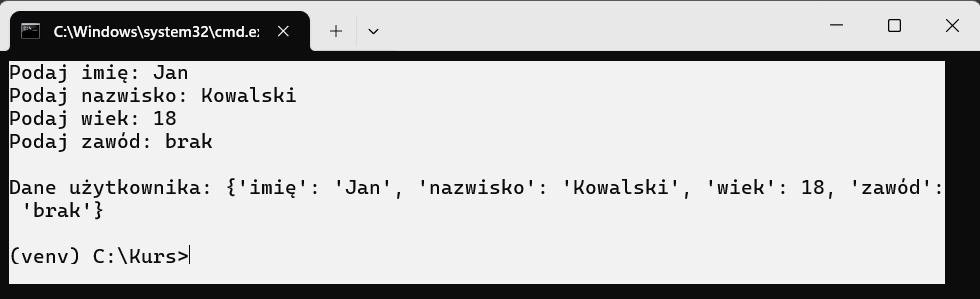 C:\Windows\system32\cmd.e
Podaj imię: Jan
Podaj nazwisko: Kowalski
Podaj wiek: 18
Podaj zawód: brak
Dane użytkownika: {'imię': 'Jan', 'nazwisko': 'Kowalski', 'wiek': 18, 'zawód':
'brak'}
(venv) C:\Kurs>